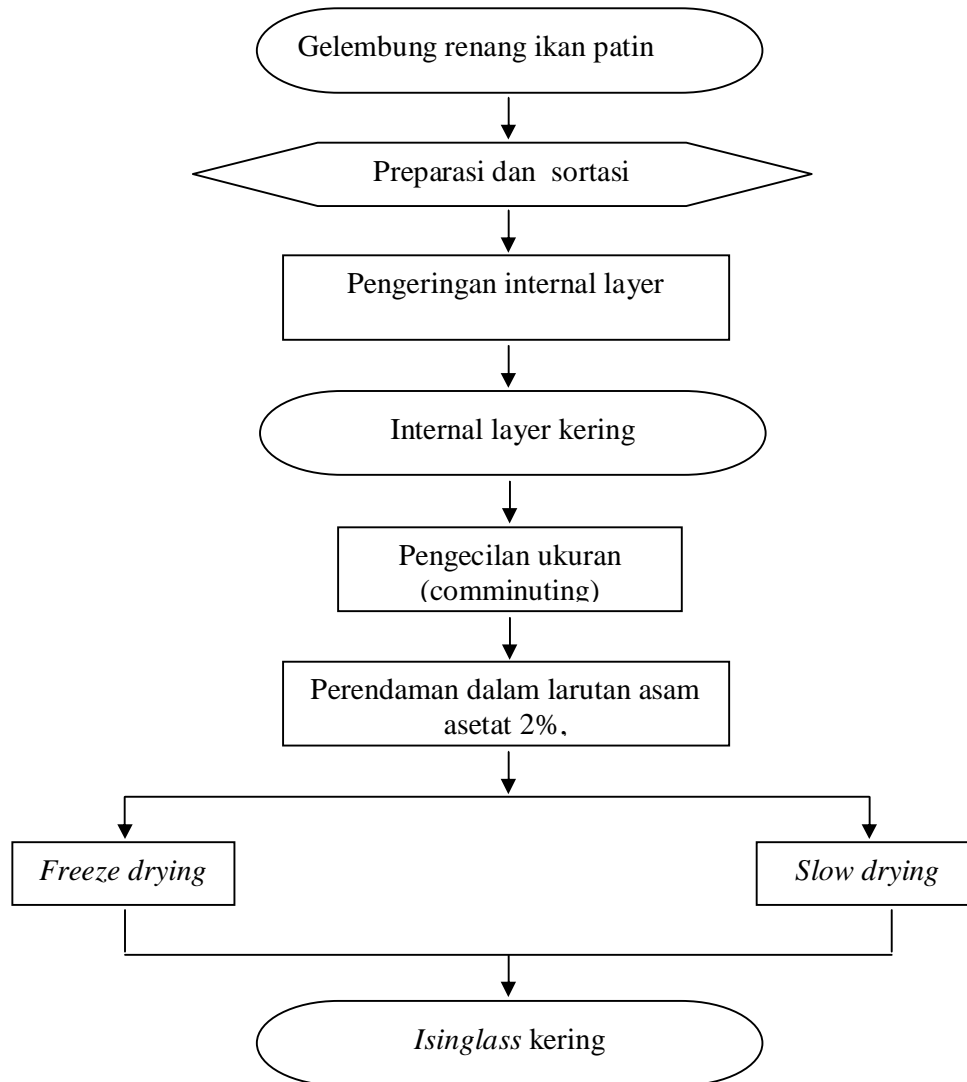 Gelembung renang ikan patin
Preparasi dan sortasi
Pengeringan internal layer
Internal layer kering
Pengecilan ukuran
(comminuting)
Perendaman dalam larutan asam
asetat 2%,
Freeze drying
Slow drying
Isinglass kering